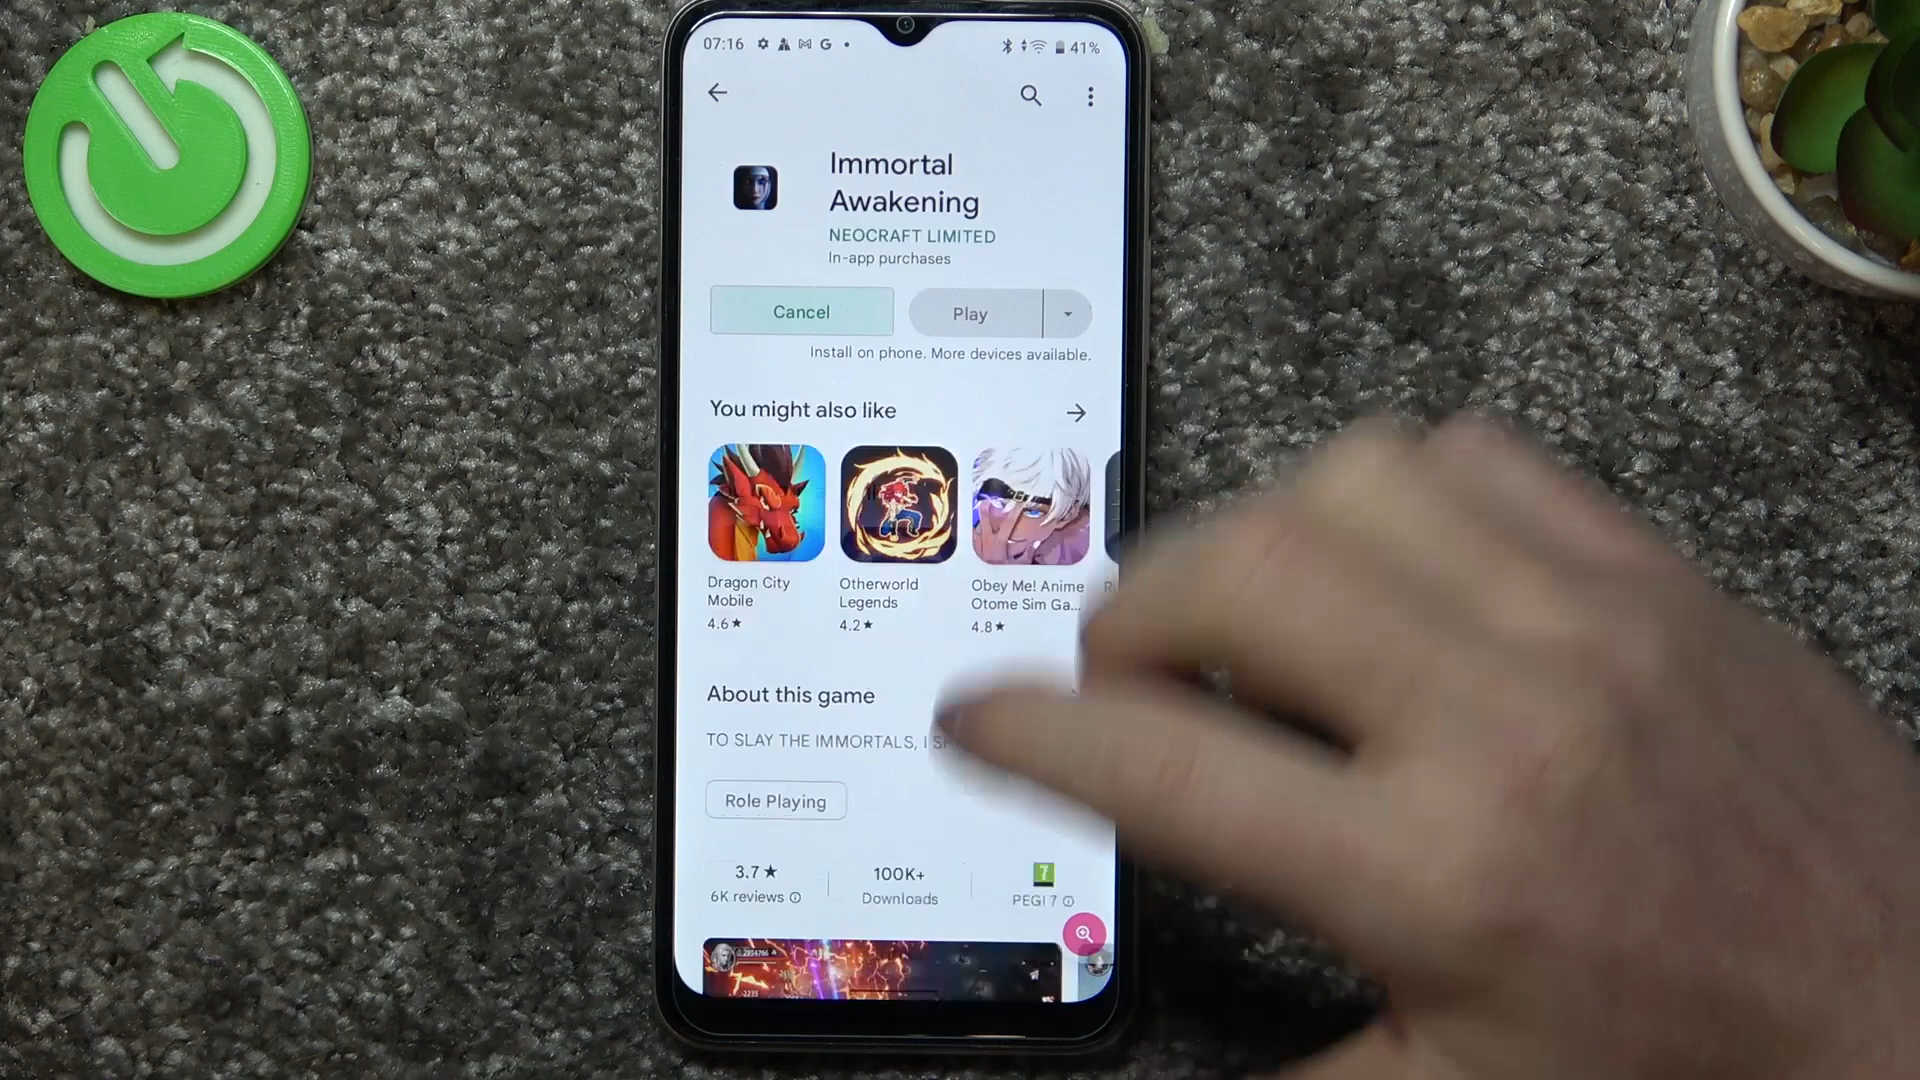 07:16
41%
Immortal
Awakening
NEOCRAFT LIMITED
In-app purchases
Cancel
Play
Install on phone. More devices available.
You might also like
Dragon City
Mobile
4.6★
Otherworld
Legends
4.2★
Obey Me! Anime
Otome Sim Ga...
4.8★
About this game
TO SLAY THE IMMORTALS, I
Role Playing
3.7★
6K reviews
100K+
Downloads
7
PEGI 7